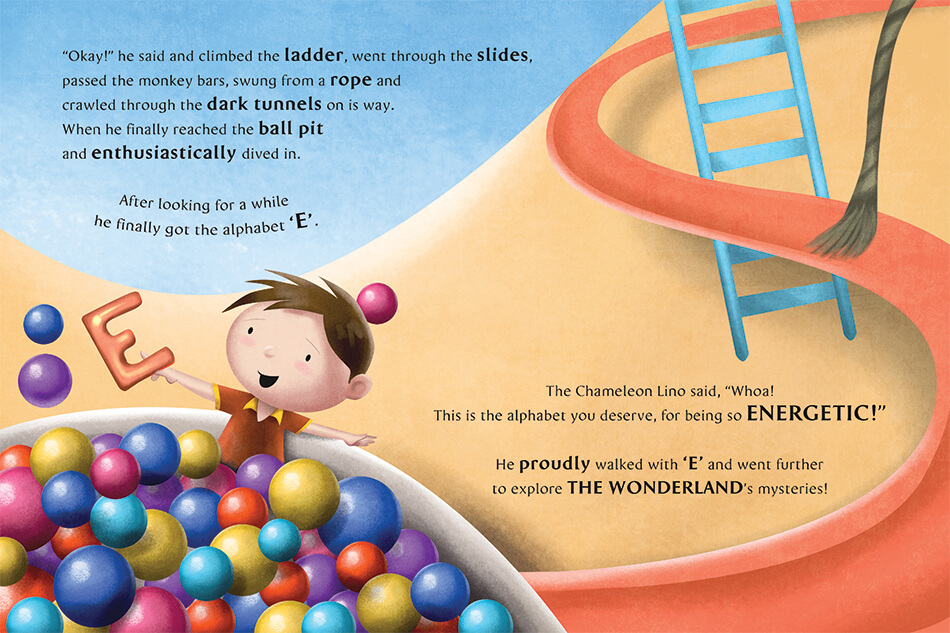 “Okay!” he said and climbed the ladder, went through the slides,
passed the monkey bars, swung from a rope and
crawled through the dark tunnels on is way.
When he finally reached the ball pit
and enthusiastically dived in.
After looking for a while
he finally got the alphabet ‘E’.
E
The Chameleon Lino said, “Whoa!
This is the alphabet you deserve, for being so ENERGETIC!”
He proudly walked with ‘E’ and went further
to explore THE WONDERLAND’s mysteries!